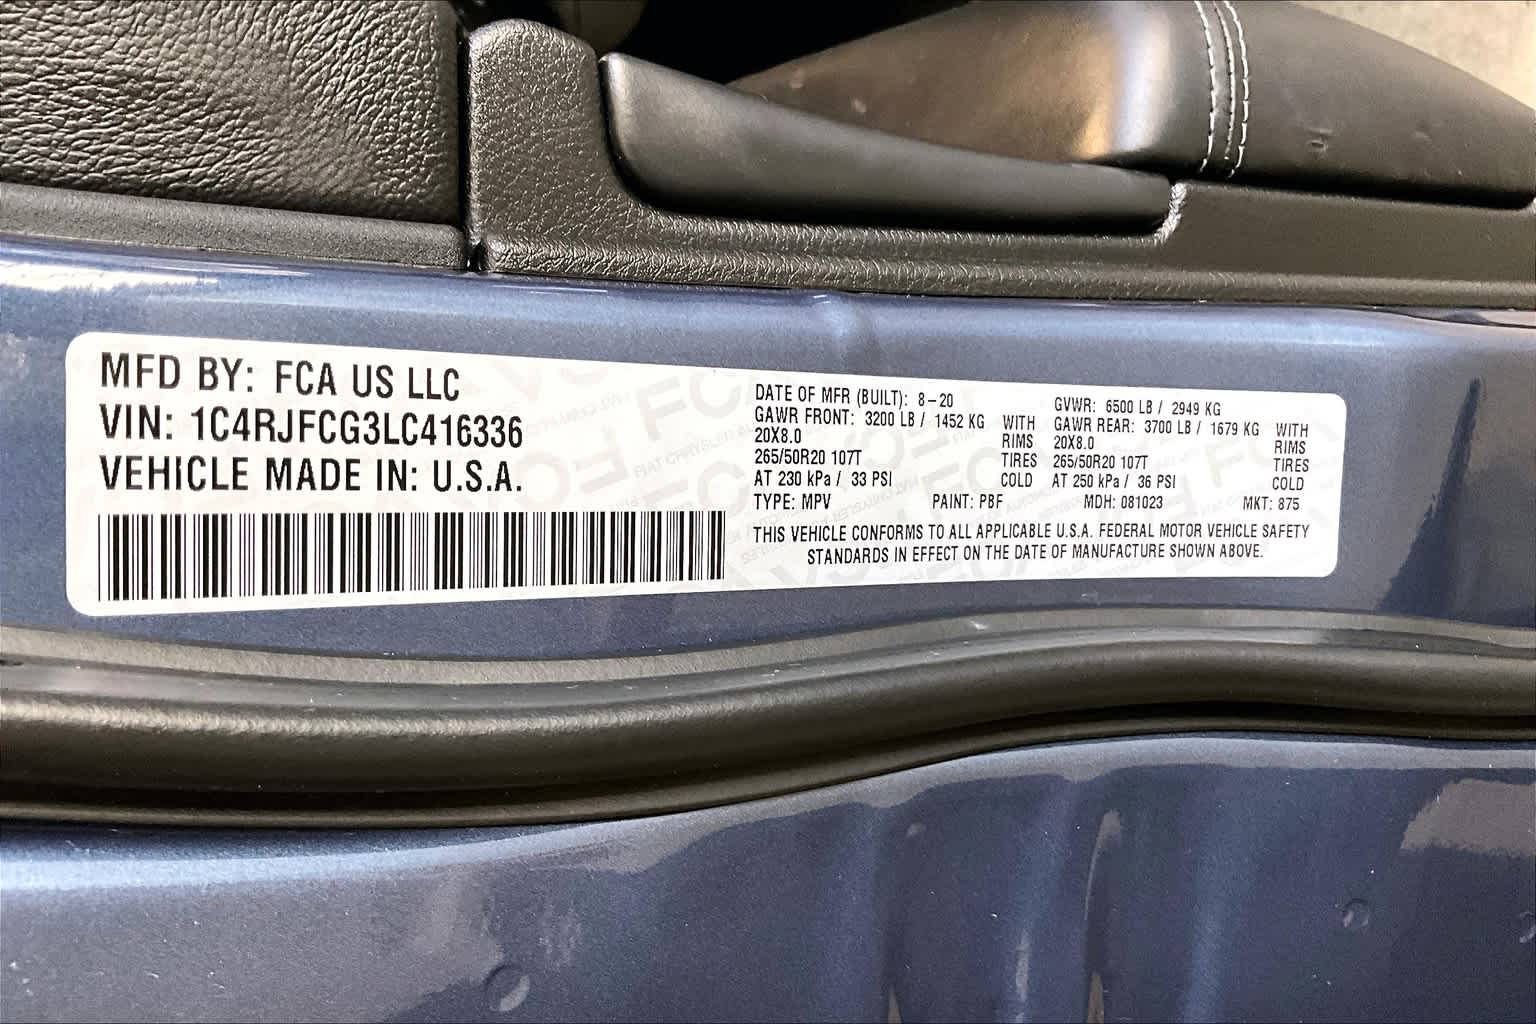 MFD BY: FCA US LLC
VIN: 1C4RJFCG3LC416336
VEHICLE MADE IN: U.S.A.
DATE OF MFR (BUILT): 8-20
GAWR FRONT: 3200 LB / 1452 KG WITH
20X8.0 RIMS
265/50R20 107T TIRES
AT 230 kPa / 33 PSI COLD
GVWR: 6500 LB / 2949 KG
GAWR REAR: 3700 LB / 1679 KG WITH
20X8.0 RIMS
265/50R20 107T TIRES
AT 250 kPa / 36 PSI COLD
TYPE: MPV PAINT: PBF MDH: 081023 MKT: 875
THIS VEHICLE CONFORMS TO ALL APPLICABLE U.S.A. FEDERAL MOTOR VEHICLE SAFETY
STANDARDS IN EFFECT ON THE DATE OF MANUFACTURE SHOWN ABOVE.